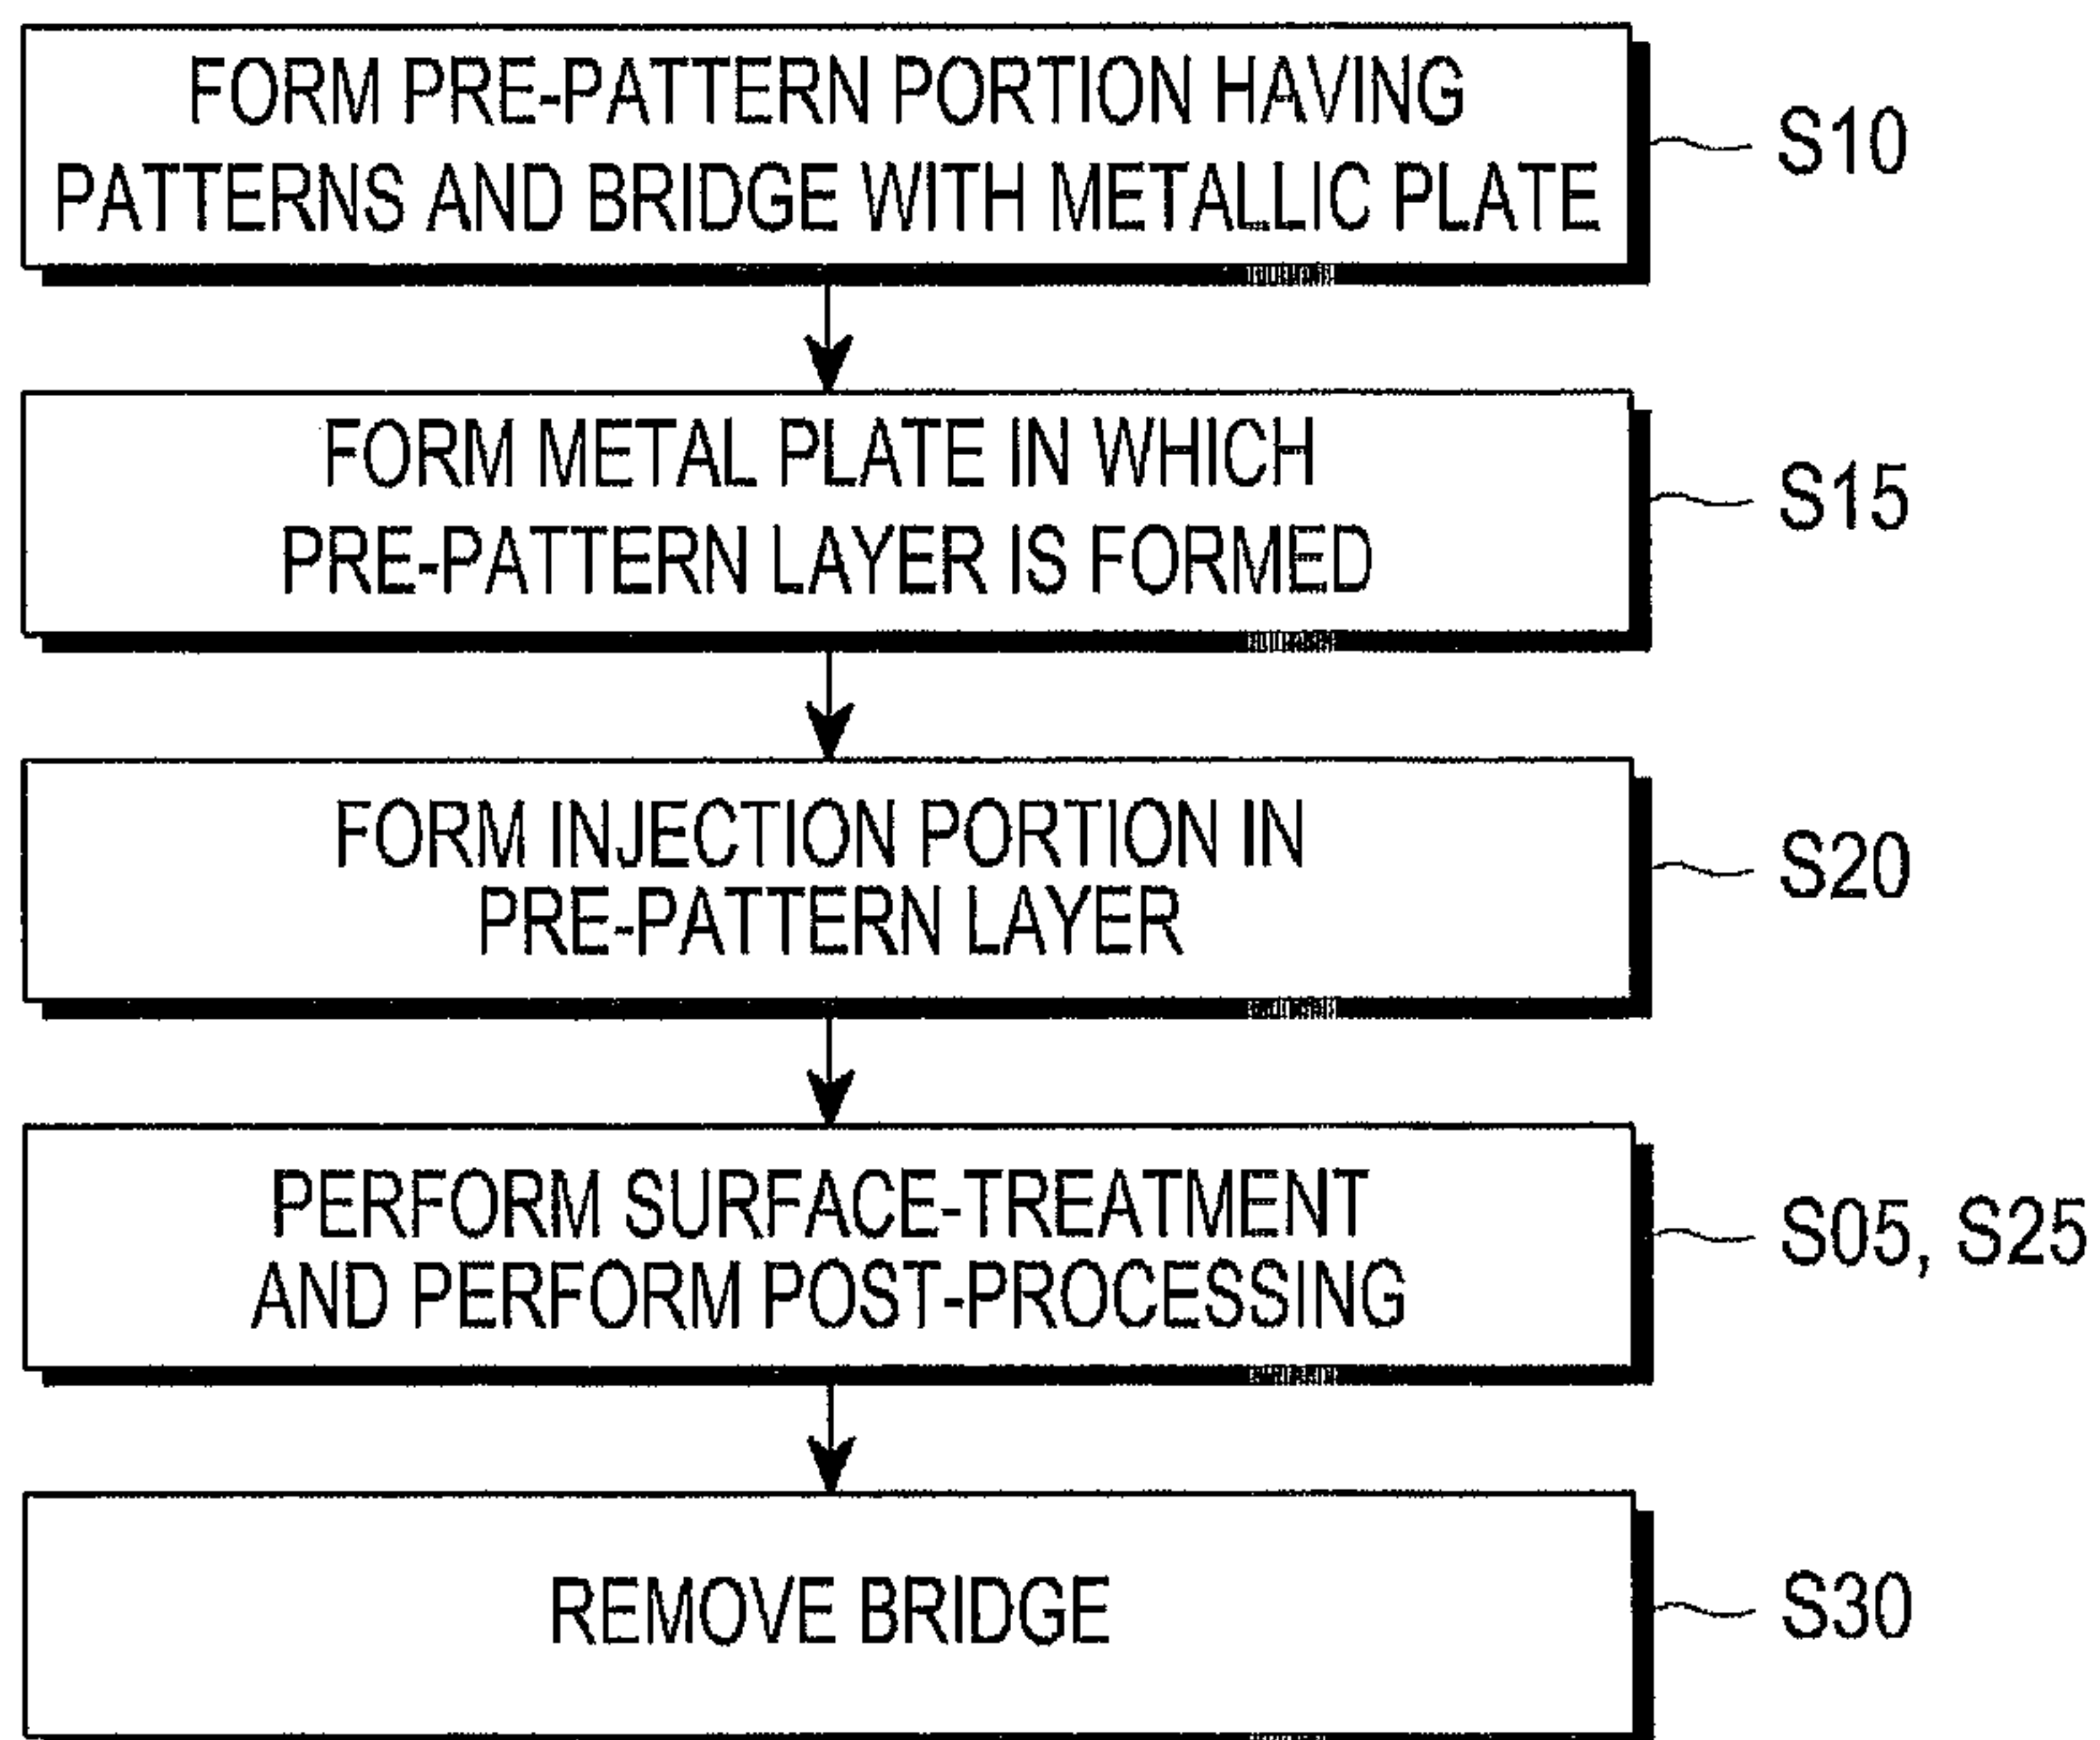 FORM PRE-PATTERN PORTION HAVING
PATTERNS AND BRIDGE WITH METALLIC PLATE
S10
FORM METAL PLATE IN WHICH
PRE-PATTERN LAYER IS FORMED
S15
FORM INJECTION PORTION IN
PRE-PATTERN LAYER
S20
PERFORM SURFACE-TREATMENT
AND PERFORM POST-PROCESSING
S05, S25
REMOVE BRIDGE
S30